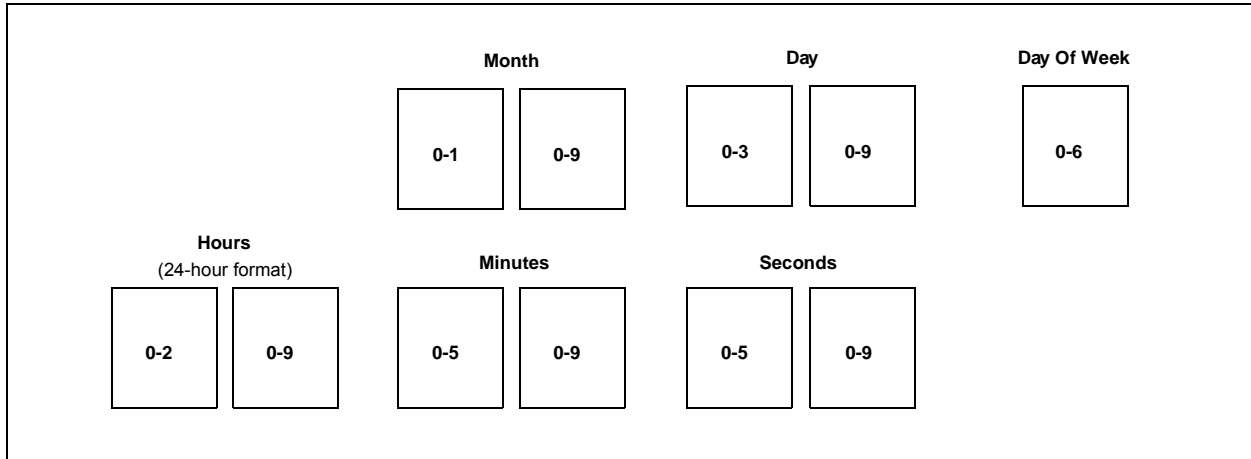 Month Day Day Of Week
0-1 0-9 0-3 0-9 0-6
Hours
(24-hour format)
Minutes Seconds
0-2 0-9 0-5 0-9 0-5 0-9